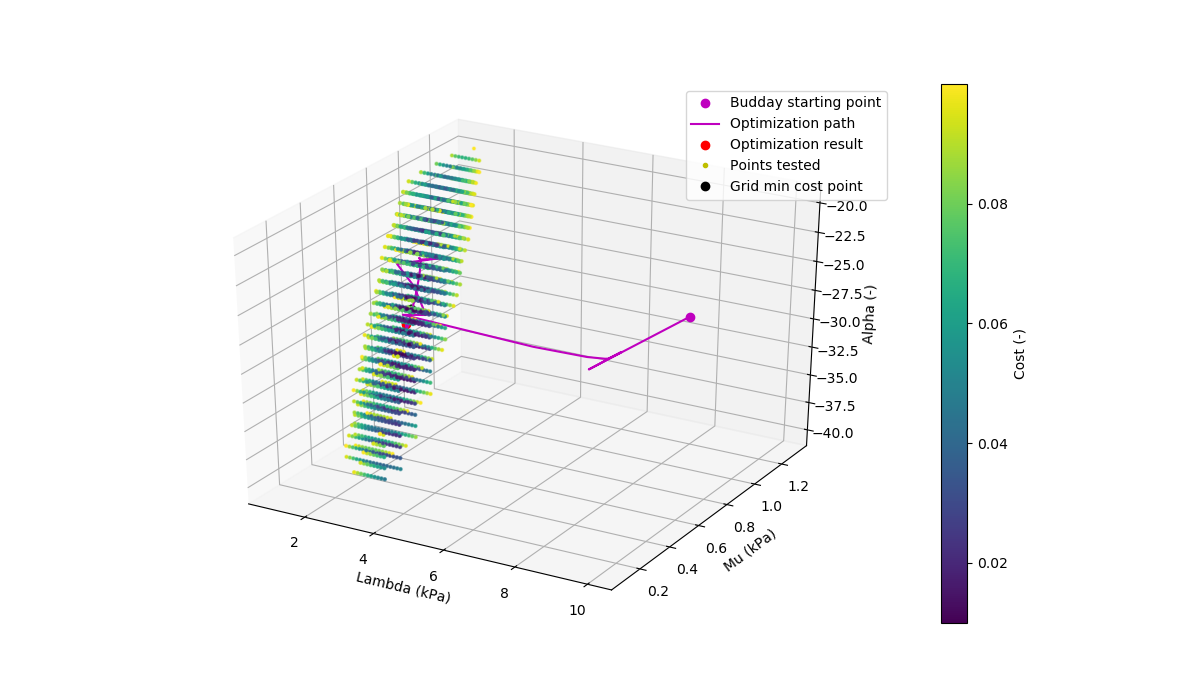 Budday starting point
Optimization path
Optimization result
Points tested
Grid min cost point
−20.0
−22.5
−25.0
−27.5
−30.0
−32.5
−35.0
−37.5
−40.0
Alpha (-)
0.08
0.06
0.04
0.02
Cost (-)
2
4
6
8
10
Lambda (kPa)
0.2
0.4
0.6
0.8
1.0
1.2
Mu (kPa)